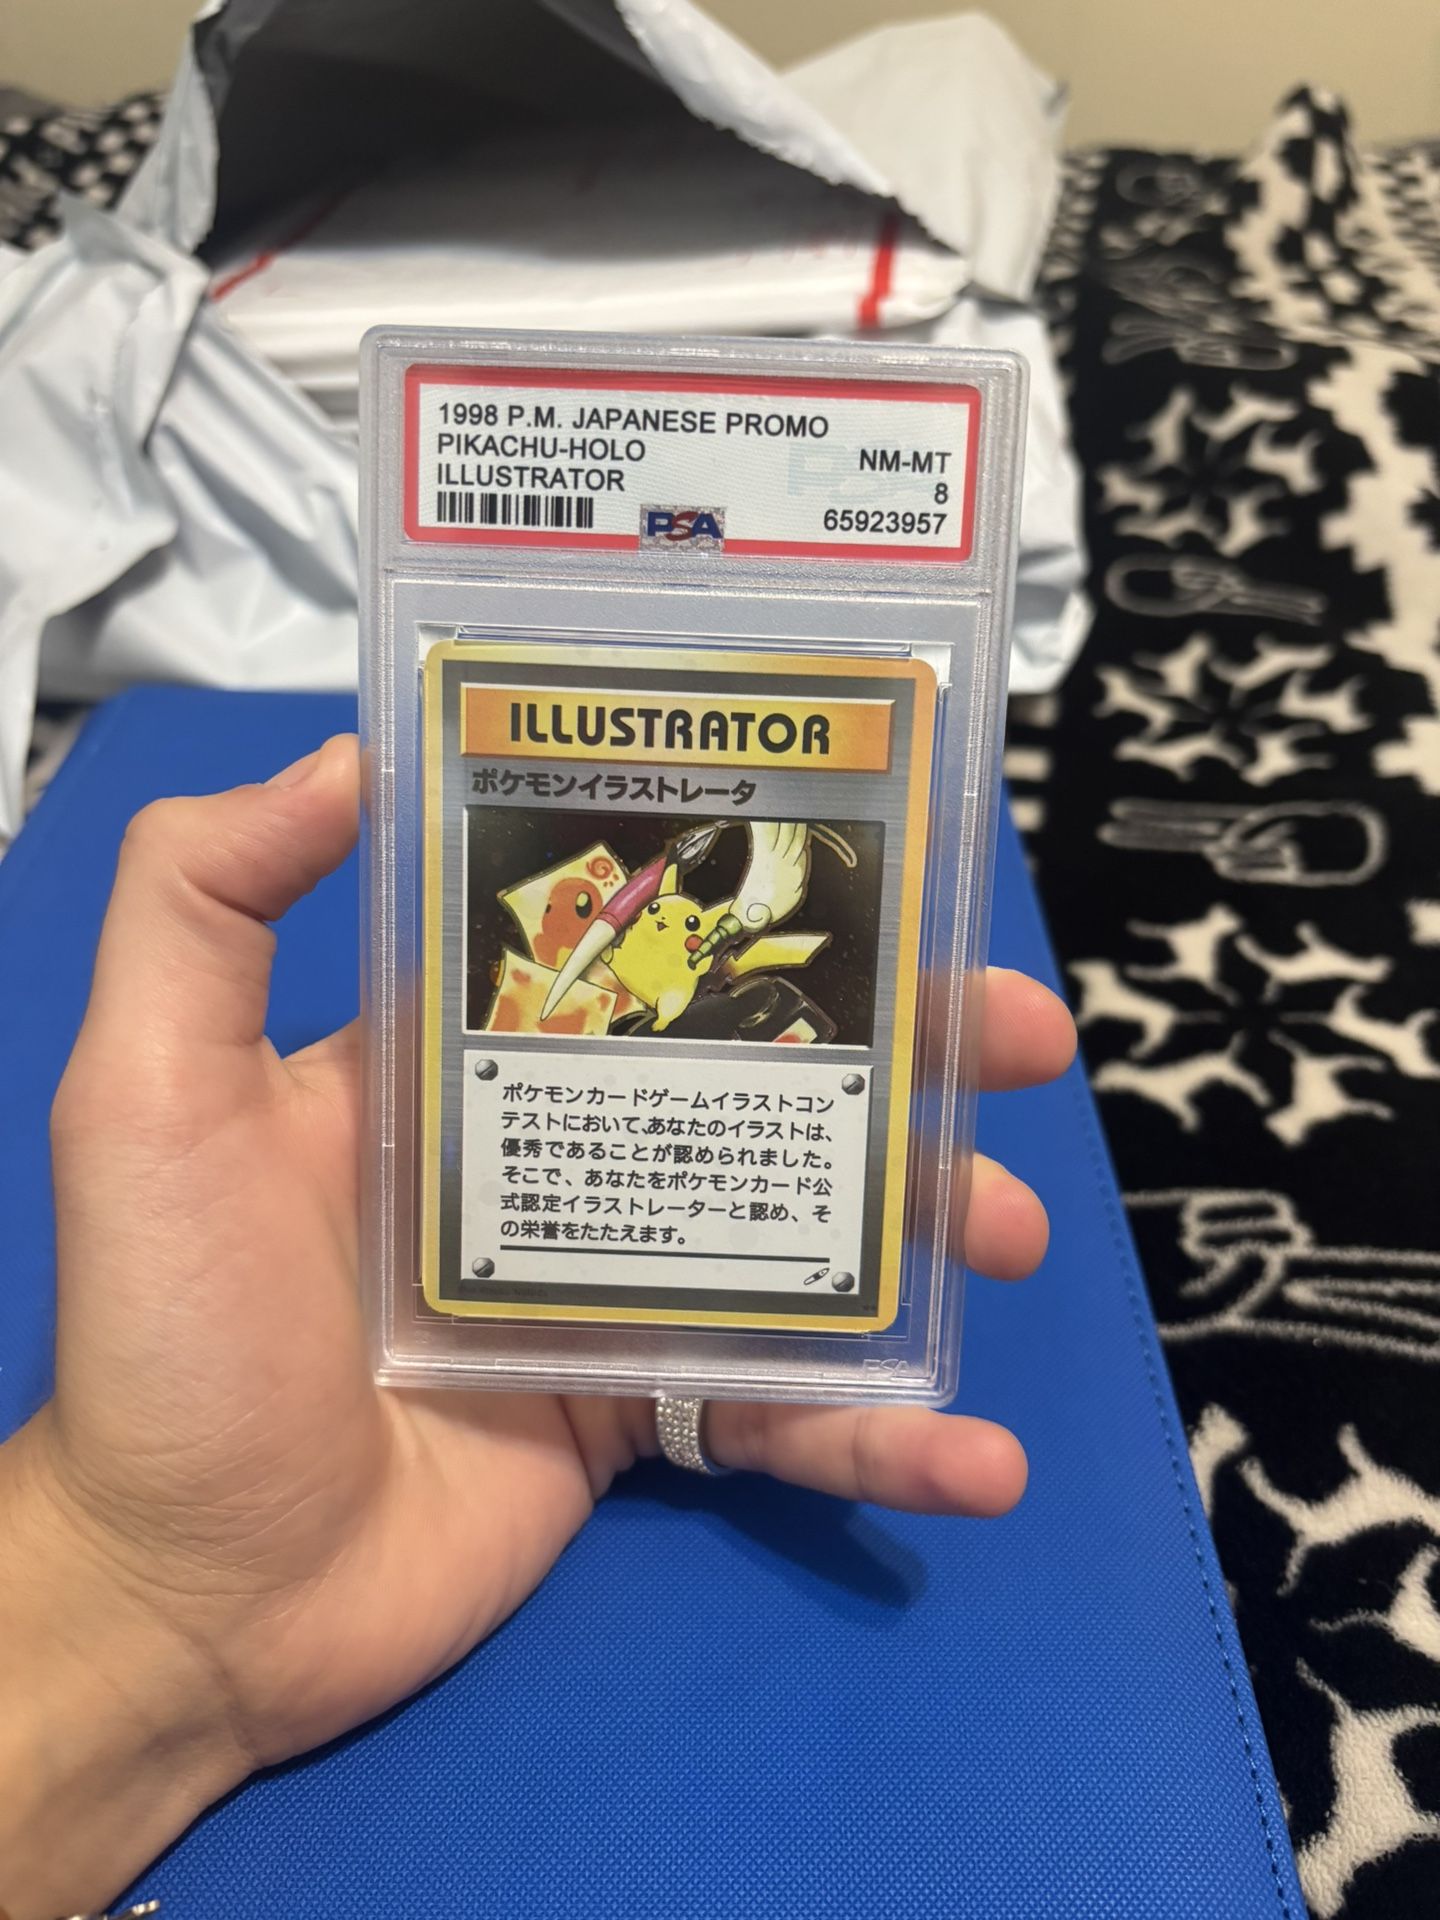 1998 P.M. JAPANESE PROMO
PIKACHU-HOLO
NM-MT
ILLUSTRATOR
8
PSA
65923957
ILLUSTRATOR
ポケモンイラストレータ
ポケモンカードゲームイラストコン
テストにおいて、あなたのイラストは、
優秀であることが認められました。
そこで、あなたをポケモンカード公
式認定イラストレーターと認め、そ
の栄誉をたたえます。
PSA